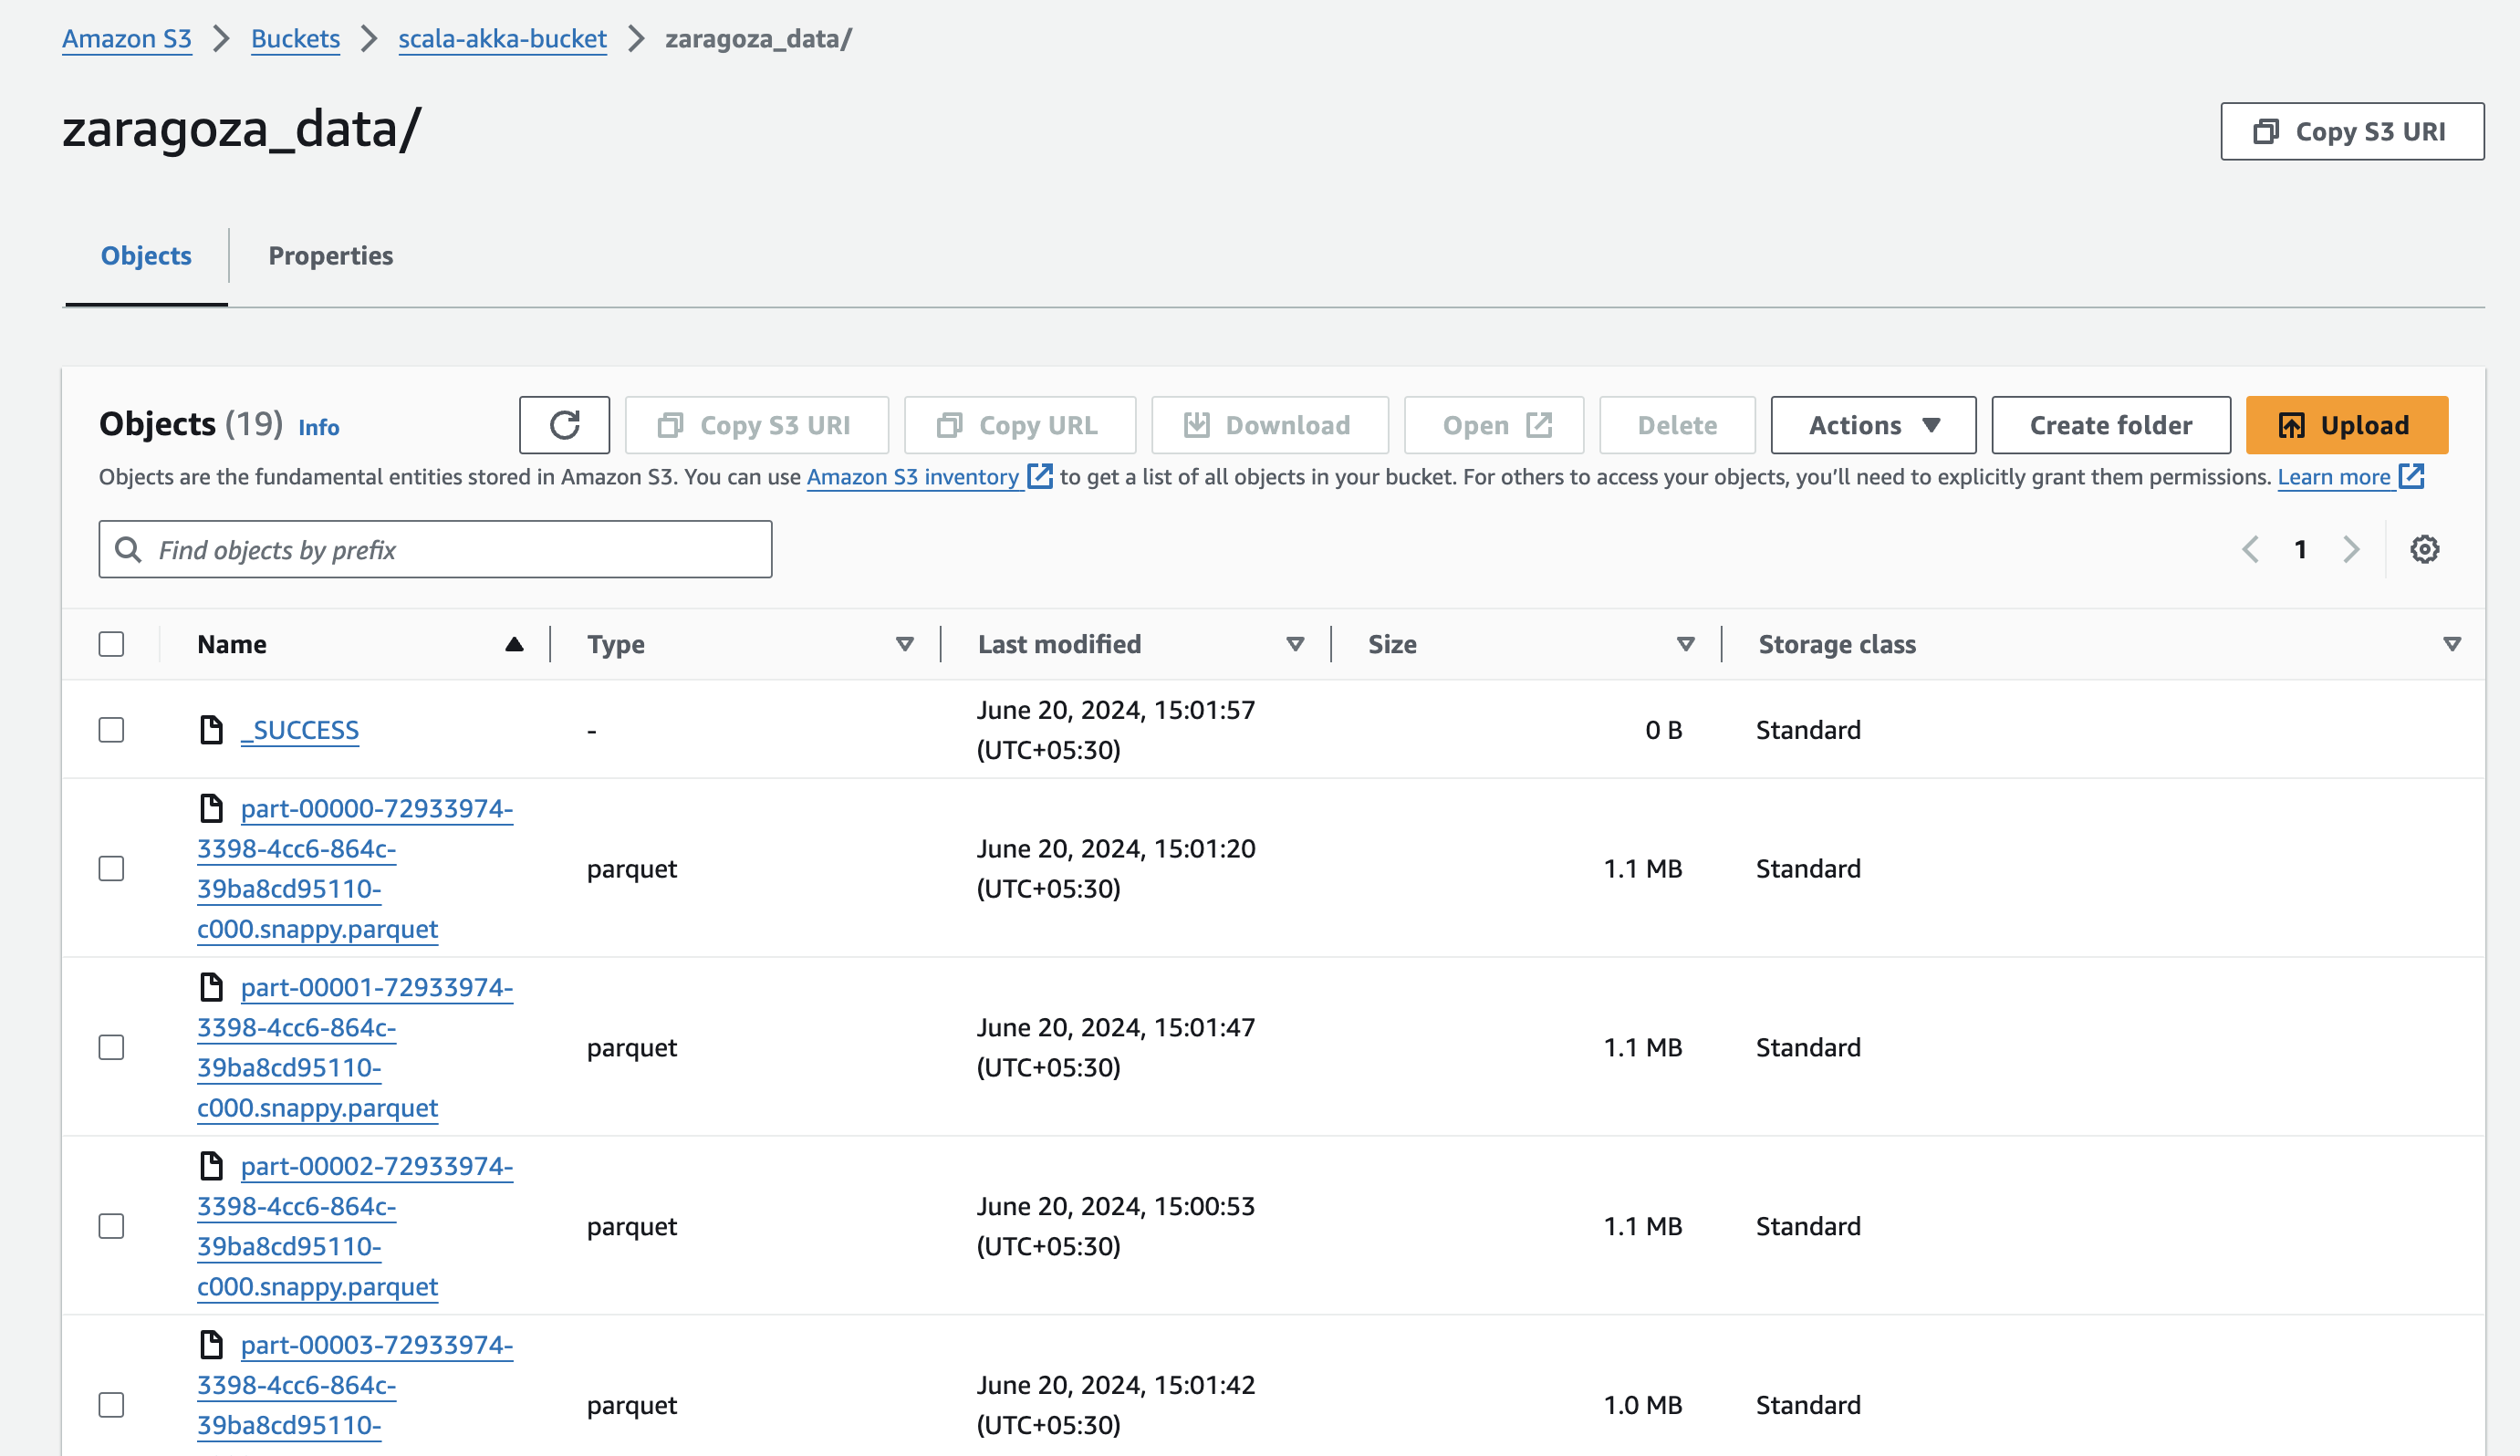 Amazon S3 > Buckets > scala-akka-bucket > zaragoza_data/
zaragoza_data/
Copy S3 URI
Objects
Properties
Objects (19) Info
Copy S3 URI
Copy URL
Download
Open
Delete
Actions
Create folder
Upload
Objects are the fundamental entities stored in Amazon S3. You can use Amazon S3 inventory to get a list of all objects in your bucket. For others to access your objects, you’ll need to explicitly grant them permissions. Learn more
Find objects by prefix
1
Name
Type
Last modified
Size
Storage class
_SUCCESS
-
June 20, 2024, 15:01:57
(UTC+05:30)
0 B
Standard
part-00000-72933974-
3398-4cc6-864c-
39ba8cd95110-
c000.snappy.parquet
parquet
June 20, 2024, 15:01:20
(UTC+05:30)
1.1 MB
Standard
part-00001-72933974-
3398-4cc6-864c-
39ba8cd95110-
c000.snappy.parquet
parquet
June 20, 2024, 15:01:47
(UTC+05:30)
1.1 MB
Standard
part-00002-72933974-
3398-4cc6-864c-
39ba8cd95110-
c000.snappy.parquet
parquet
June 20, 2024, 15:00:53
(UTC+05:30)
1.1 MB
Standard
part-00003-72933974-
3398-4cc6-864c-
39ba8cd95110-
parquet
June 20, 2024, 15:01:42
(UTC+05:30)
1.0 MB
Standard